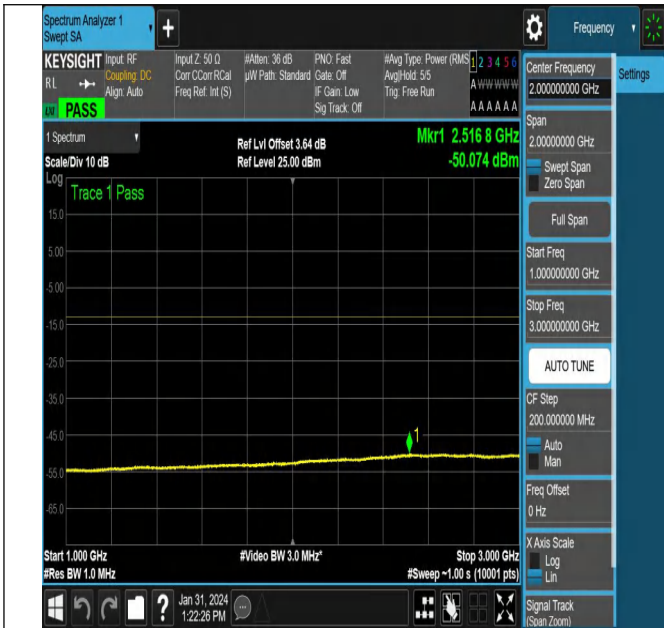 Spectrum Analyzer 1
Swept SA
+
Frequency
KEYSIGHT
RL
PASS
Input: RF
Coupling: DC
Align: Auto
Input Z: 50 Ω
Corr CCorr RCal
Freq Ref: Int (S)
#Atten: 36 dB
µW Path: Standard
PNO: Fast
Gate: Off
IF Gain: Low
Sig Track: Off
#Avg Type: Power (RMS
Avg|Hold: 5/5
Trig: Free Run
1 2 3 4 5 6
A W W W W W
A A A A A A
1 Spectrum
Scale/Div 10 dB
Log
Ref Lvl Offset 3.64 dB
Ref Level 25.00 dBm
Mkr1 2.516 8 GHz
-50.074 dBm
Trace 1 Pass
15.0
5.00
-5.00
-15.0
-25.0
-35.0
-45.0
-55.0
-65.0
1
Start 1.000 GHz
#Res BW 1.0 MHz
#Video BW 3.0 MHz*
Stop 3.000 GHz
#Sweep ~1.00 s (10001 pts)
?
Jan 31, 2024
1:22:26 PM
Center Frequency
2.000000000 GHz
Settings
Span
2.00000000 GHz
Swept Span
Zero Span
Full Span
Start Freq
1.000000000 GHz
Stop Freq
3.000000000 GHz
AUTO TUNE
CF Step
200.000000 MHz
Auto
Man
Freq Offset
0 Hz
X Axis Scale
Log
Lin
Signal Track
(Span Zoom)